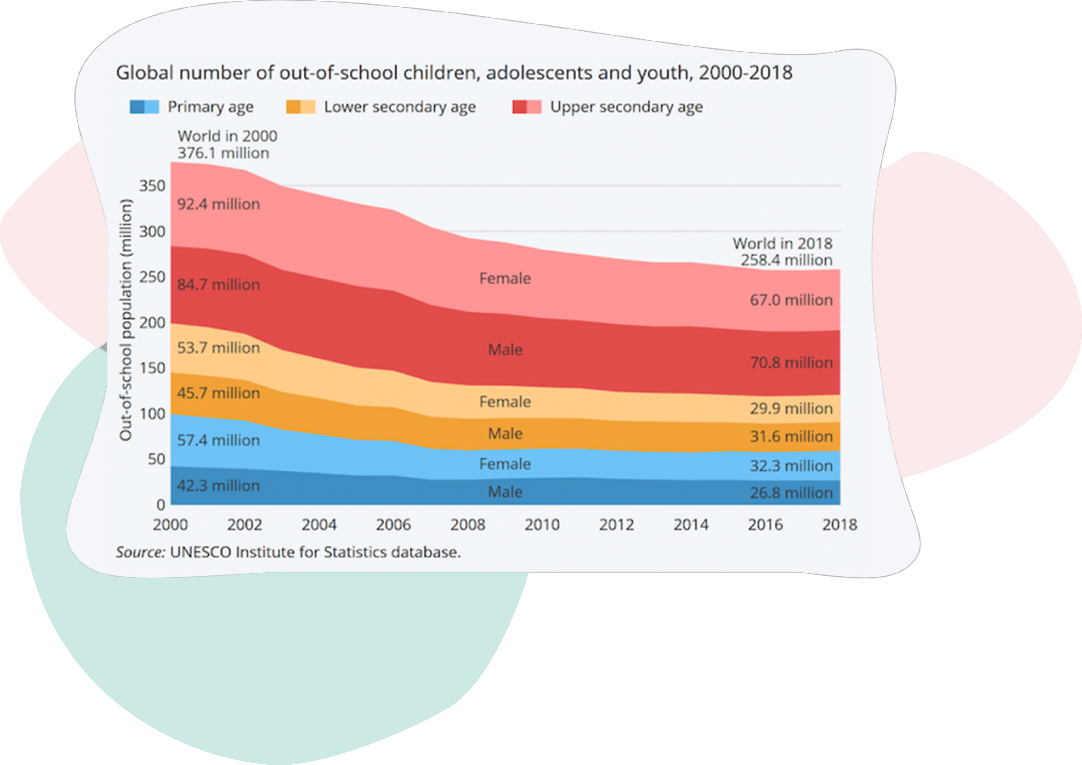 Global number of out-of-school children, adolescents and youth, 2000-2018
Primary age
Lower secondary age
Upper secondary age
World in 2000
376.1 million
Out-of-school population (million)
350
300
250
200
150
100
50
0
92.4 million
84.7 million
53.7 million
45.7 million
57.4 million
42.3 million
Female
Male
Female
Male
Female
Male
World in 2018
258.4 million
67.0 million
70.8 million
29.9 million
31.6 million
32.3 million
26.8 million
2000 2002 2004 2006 2008 2010 2012 2014 2016 2018
Source: UNESCO Institute for Statistics database.